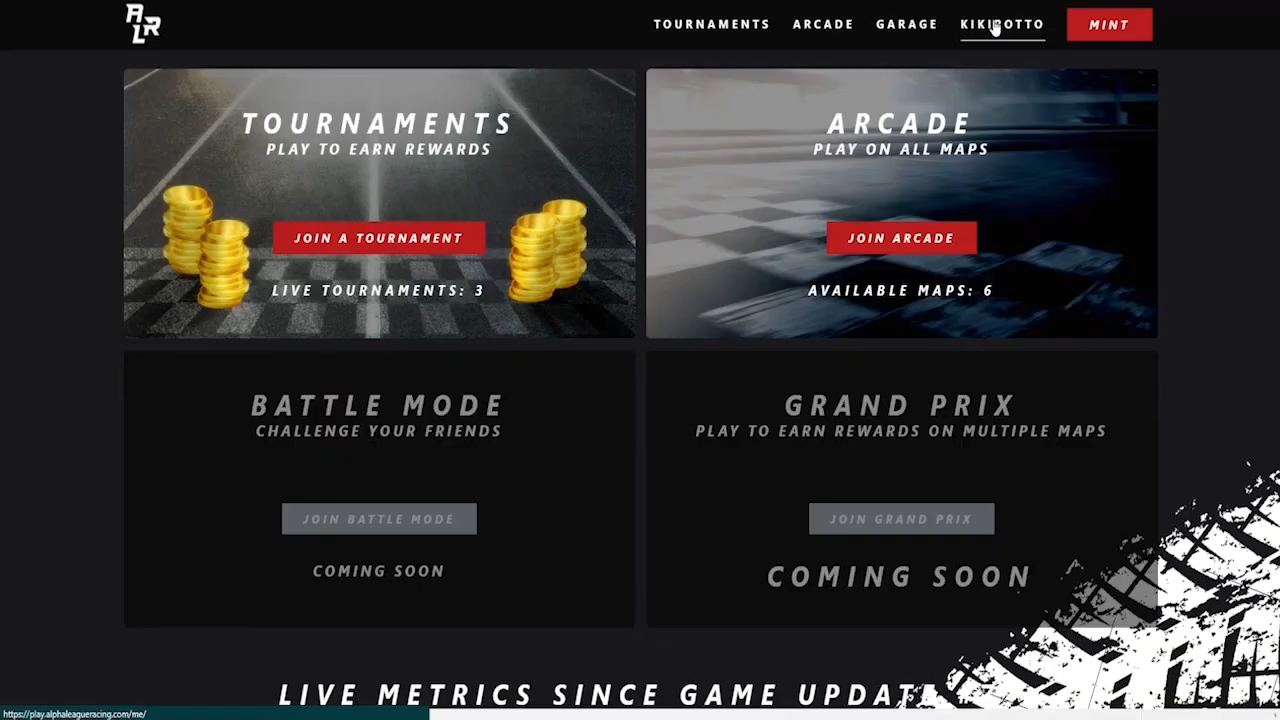 ALR
TOURNAMENTS ARCADE GARAGE MINT
TOURNAMENTS
PLAY TO EARN REWARDS
JOIN A TOURNAMENT
LIVE TOURNAMENTS: 3
ARCADE
PLAY ON ALL MAPS
JOIN ARCADE
AVAILABLE MAPS: 6
BATTLE MODE
CHALLENGE YOUR FRIENDS
JOIN BATTLE MODE
COMING SOON
GRAND PRIX
PLAY TO EARN REWARDS ON MULTIPLE MAPS
JOIN GRAND PRIX
COMING SOON
LIVE METRICS SINCE GAME UPDATE
https://play.alphaleagueracing.com/me/